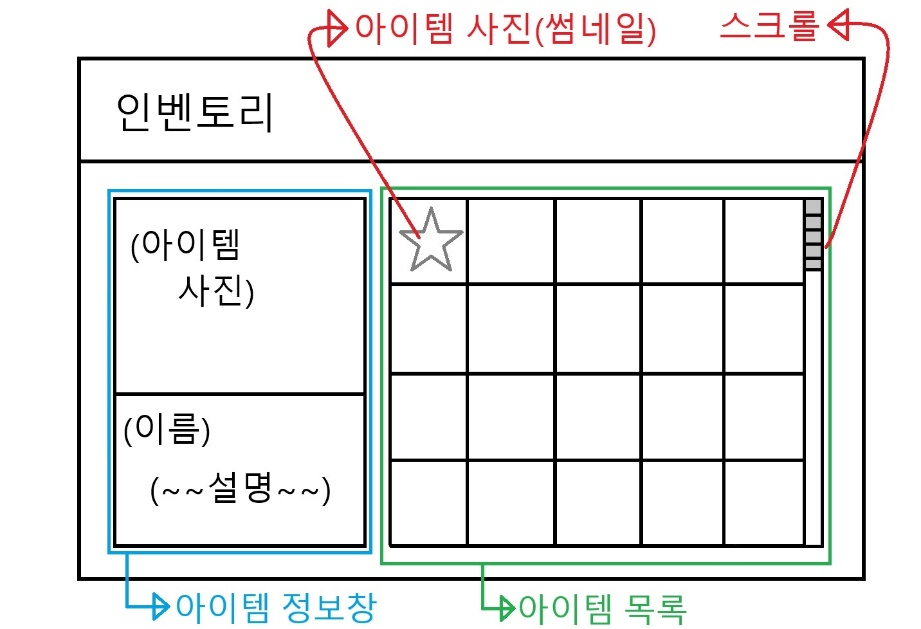 아이템 사진(썸네일)
스크롤
인벤토리
(아이템
사진)
(이름)
(~~설명~~)
아이템 정보창
아이템 목록